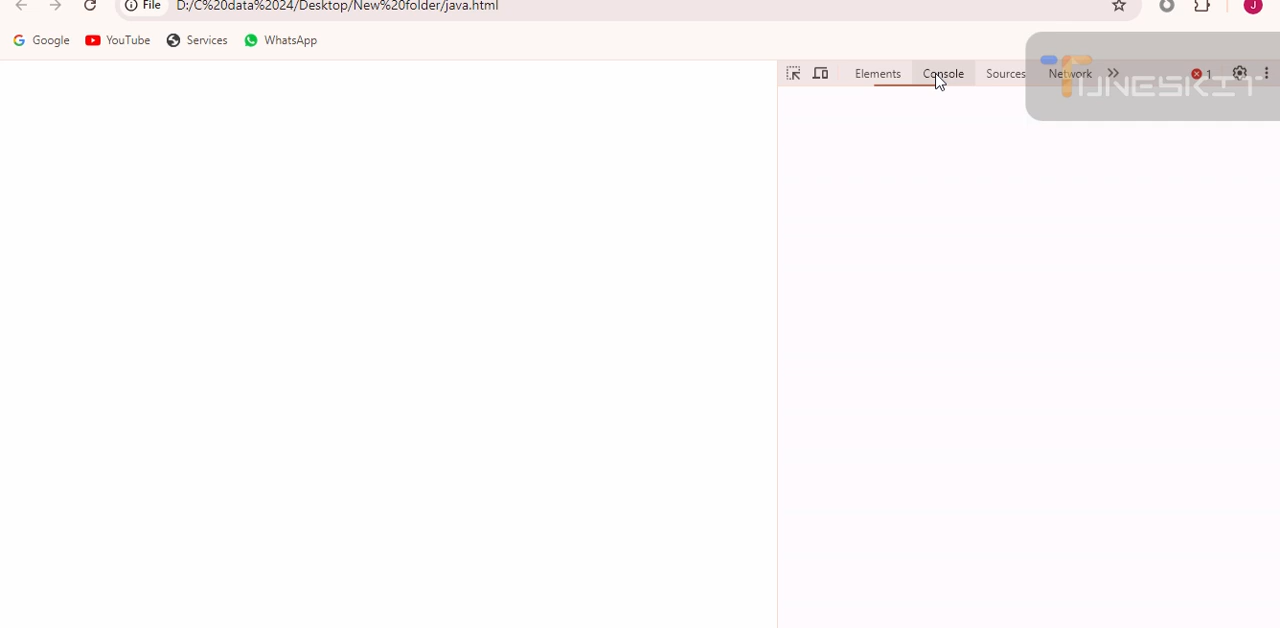 File D:/C%20data%2024/Desktop/New%20folder/java.html J
Google YouTube Services WhatsApp
Elements Console Sources Network 1
TUNESKIT